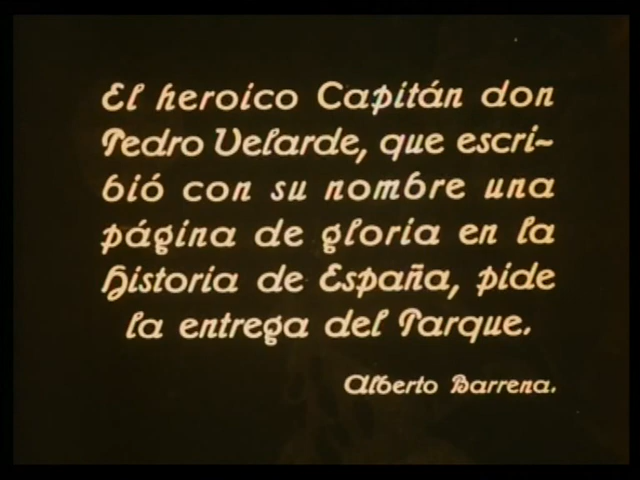 El heroico Capitán don
Pedro Velarde, que escri~
bió con su nombre una
página de gloria en la
historia de España, pide
la entrega del Parque.
Alberto Barrena.